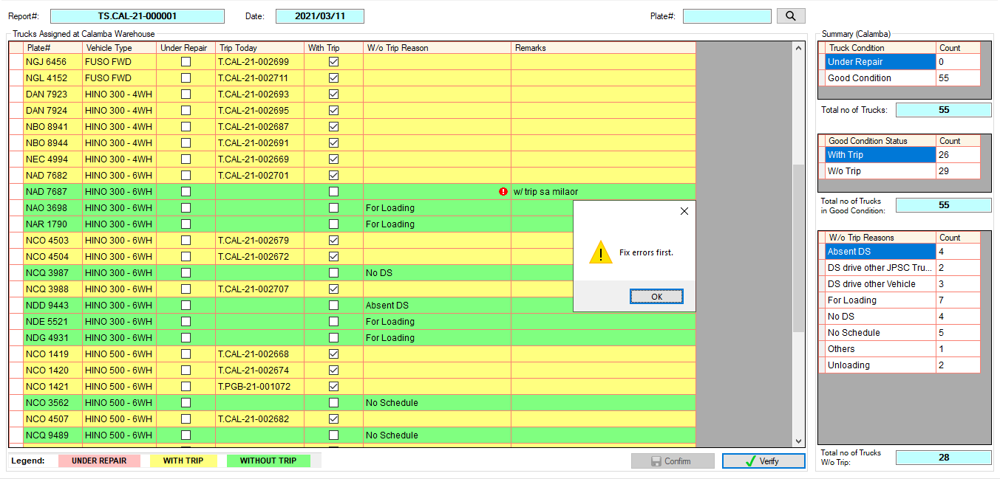 Report#: TS.CAL-21-000001 Date: 2021/03/11 Plate#:
Trucks Assigned at Calamba Warehouse
Plate# Vehicle Type Under Repair Trip Today With Trip W/o Trip Reason Remarks
NGJ 6456 FUSO FWD T.CAL-21-002699
NGL 4152 FUSO FWD T.CAL-21-002711
DAN 7923 HINO 300 - 4WH T.CAL-21-002693
DAN 7924 HINO 300 - 4WH T.CAL-21-002695
NBO 8941 HINO 300 - 4WH T.CAL-21-002687
NBO 8944 HINO 300 - 4WH T.CAL-21-002691
NEC 4994 HINO 300 - 4WH T.CAL-21-002669
NAD 7682 HINO 300 - 6WH T.CAL-21-002701
NAD 7687 HINO 300 - 6WH w/ trip sa milaor
NAO 3698 HINO 300 - 6WH For Loading
NAR 1790 HINO 300 - 6WH For Loading
NCO 4503 HINO 300 - 6WH T.CAL-21-002679
NCO 4504 HINO 300 - 6WH T.CAL-21-002672
NCQ 3987 HINO 300 - 6WH No DS
NCQ 3988 HINO 300 - 6WH T.CAL-21-002707
NDD 9443 HINO 300 - 6WH Absent DS
NDE 5521 HINO 300 - 6WH For Loading
NDG 4931 HINO 300 - 6WH For Loading
NCO 1419 HINO 500 - 6WH T.CAL-21-002668
NCO 1420 HINO 500 - 6WH T.CAL-21-002674
NCO 1421 HINO 500 - 6WH T.PGB-21-001072
NCO 3562 HINO 500 - 6WH No Schedule
NCO 4507 HINO 500 - 6WH T.CAL-21-002682
NCQ 9489 HINO 500 - 6WH No Schedule
Fix errors first.
OK
Legend: UNDER REPAIR WITH TRIP WITHOUT TRIP
Confirm Verify
Summary (Calamba)
Truck Condition Count
Under Repair 0
Good Condition 55
Total no of Trucks: 55
Good Condition Status Count
With Trip 26
W/o Trip 29
Total no of Trucks
in Good Condition: 55
W/o Trip Reasons Count
Absent DS 4
DS drive other JPSC Tru... 2
DS drive other Vehicle 3
For Loading 7
No DS 4
No Schedule 5
Others 1
Unloading 2
Total no of Trucks
W/o Trip: 28